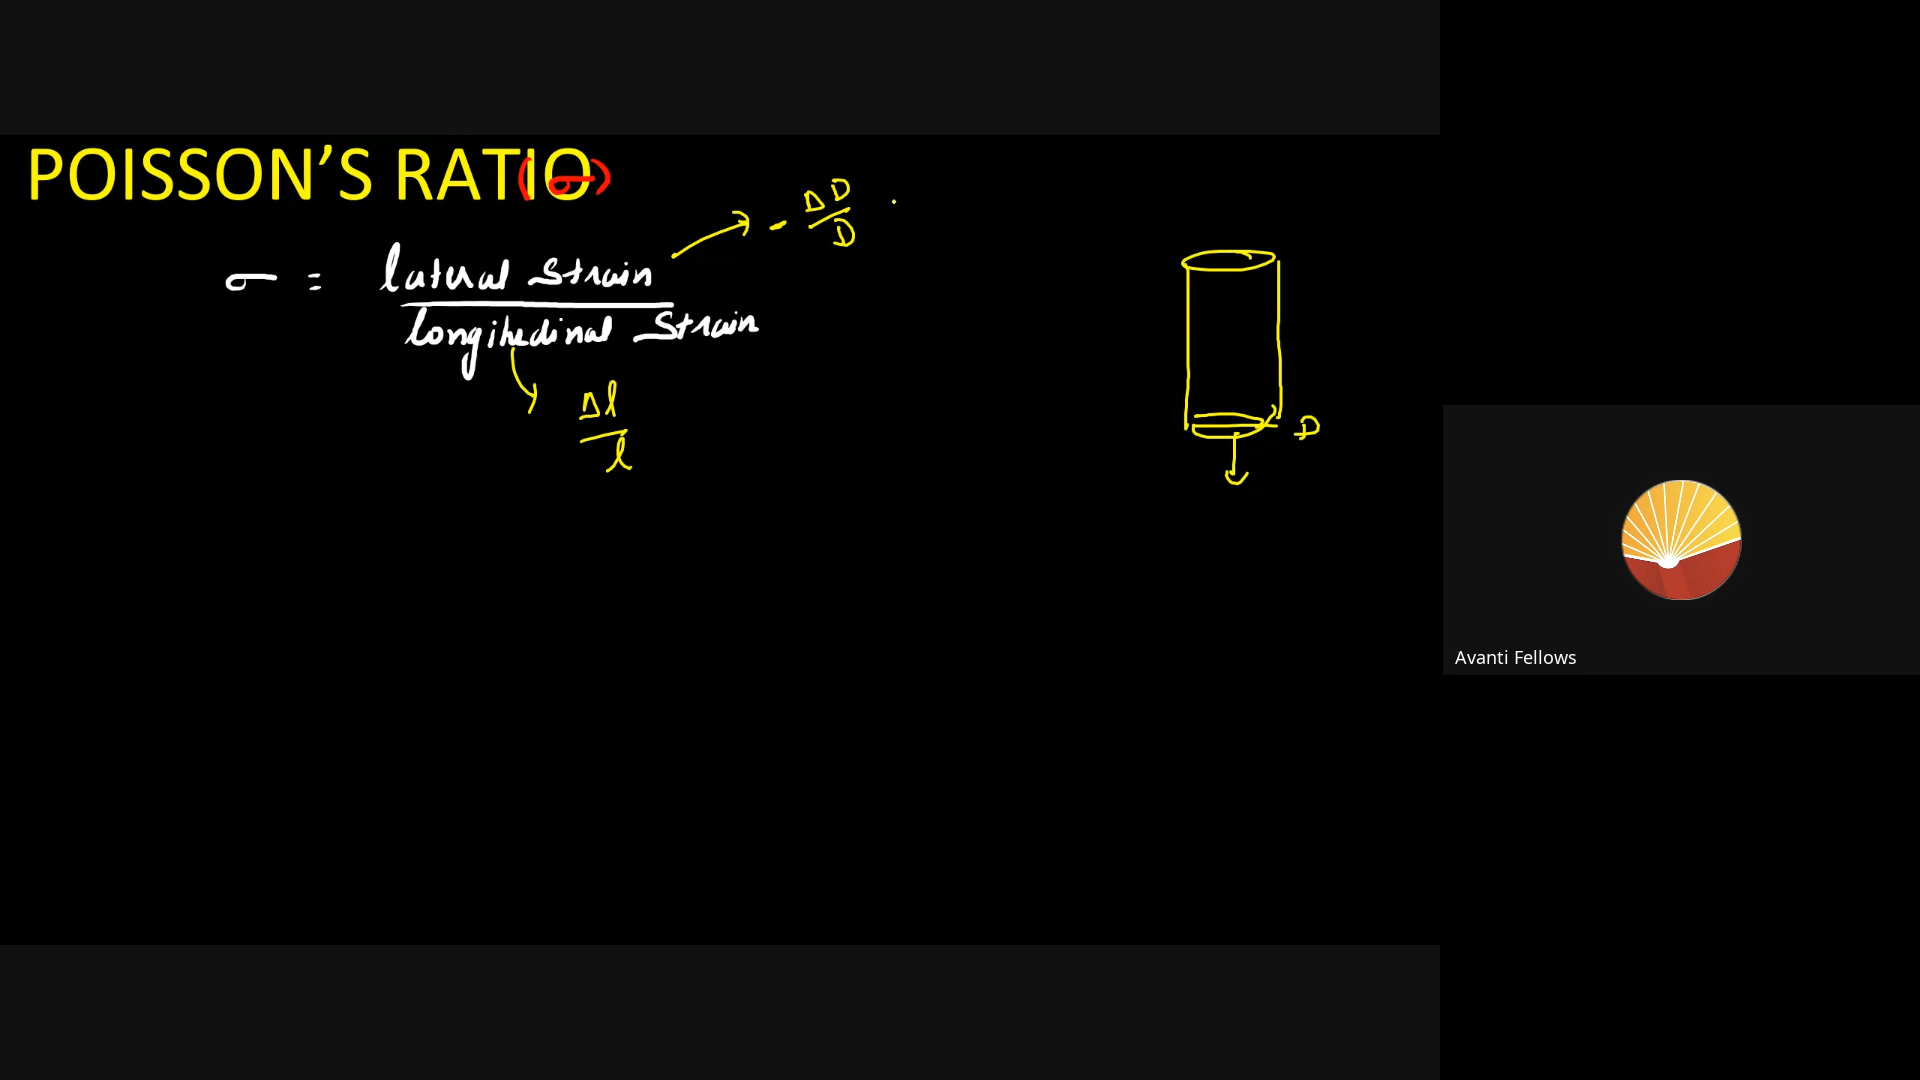 POISSON'S RATIO
(σ)
- ΔD
D
σ = lateral Strain
longitudinal Strain
Δl
l
D
Avanti Fellows